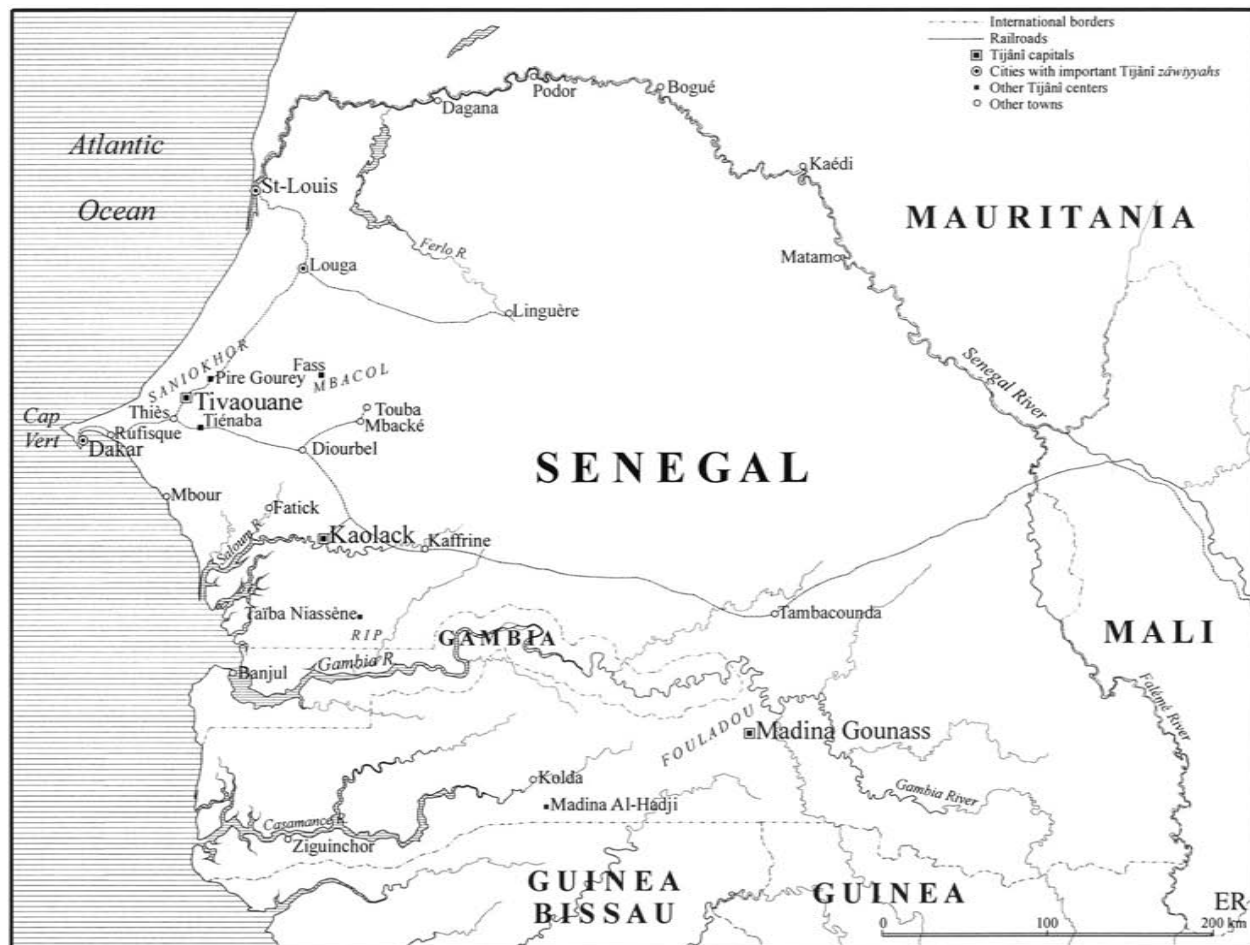 International borders
Railroads
Tijânî capitals
Cities with important Tijânî zâwiyyahs
Other Tijânî centers
Other towns
Podor
Bogué
Dagana
Atlantic
Ocean
Kaédi
St-Louis
MAURITANIA
Ferlo R.
Matam
Louga
Linguère
Senegal River
SANIOKHOR
Fass
MBACOL
Pire Gourey
Tivaouane
Touba
Mbacké
Cap
Vert
Thiès
Tiénaba
Rufisque
Dakar
Diourbel
SENEGAL
Mbour
Fatick
Saloum R.
Kaolack
Kaffrine
Taïba Niassène
Tambacounda
RIP
GAMBIA
MALI
Banjul
Gambia R.
Falémé River
FOULADOU
Madina Gounass
Kolda
Madina Al-Hâdji
Gambia River
Casamance R.
Ziguinchor
GUINEA
BISSAU
GUINEA
ER
0 100 200 km